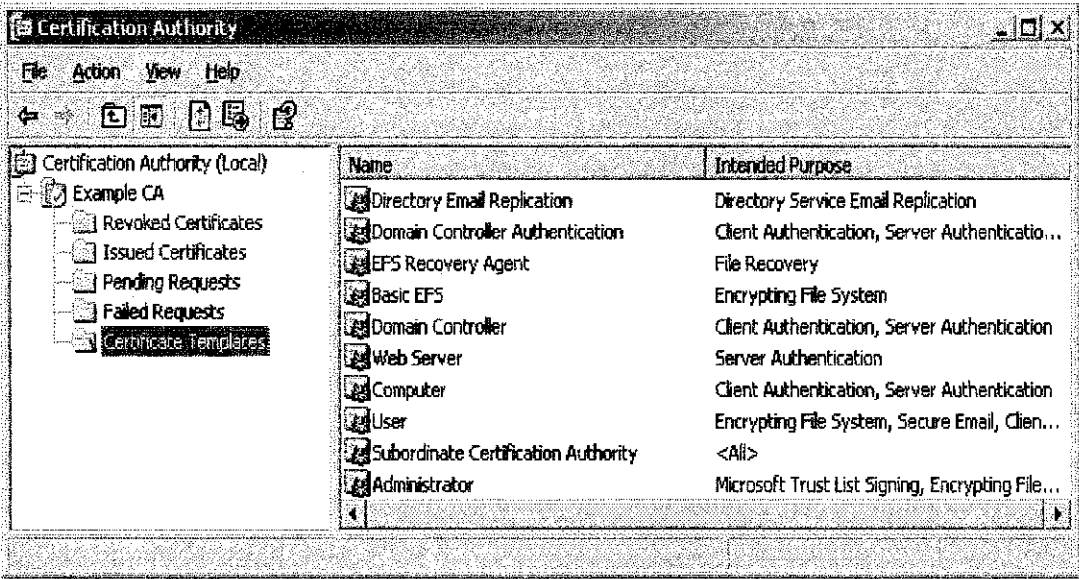 Certification Authority
File Action View Help
Certification Authority (Local)
Example CA
Revoked Certificates
Issued Certificates
Pending Requests
Failed Requests
Certificate Templates
Name Intended Purpose
Directory Email Replication Directory Service Email Replication
Domain Controller Authentication Client Authentication, Server Authenticatio...
EFS Recovery Agent File Recovery
Basic EFS Encrypting File System
Domain Controller Client Authentication, Server Authentication
Web Server Server Authentication
Computer Client Authentication, Server Authentication
User Encrypting File System, Secure Email, Clien...
Subordinate Certification Authority <All>
Administrator Microsoft Trust List Signing, Encrypting File...